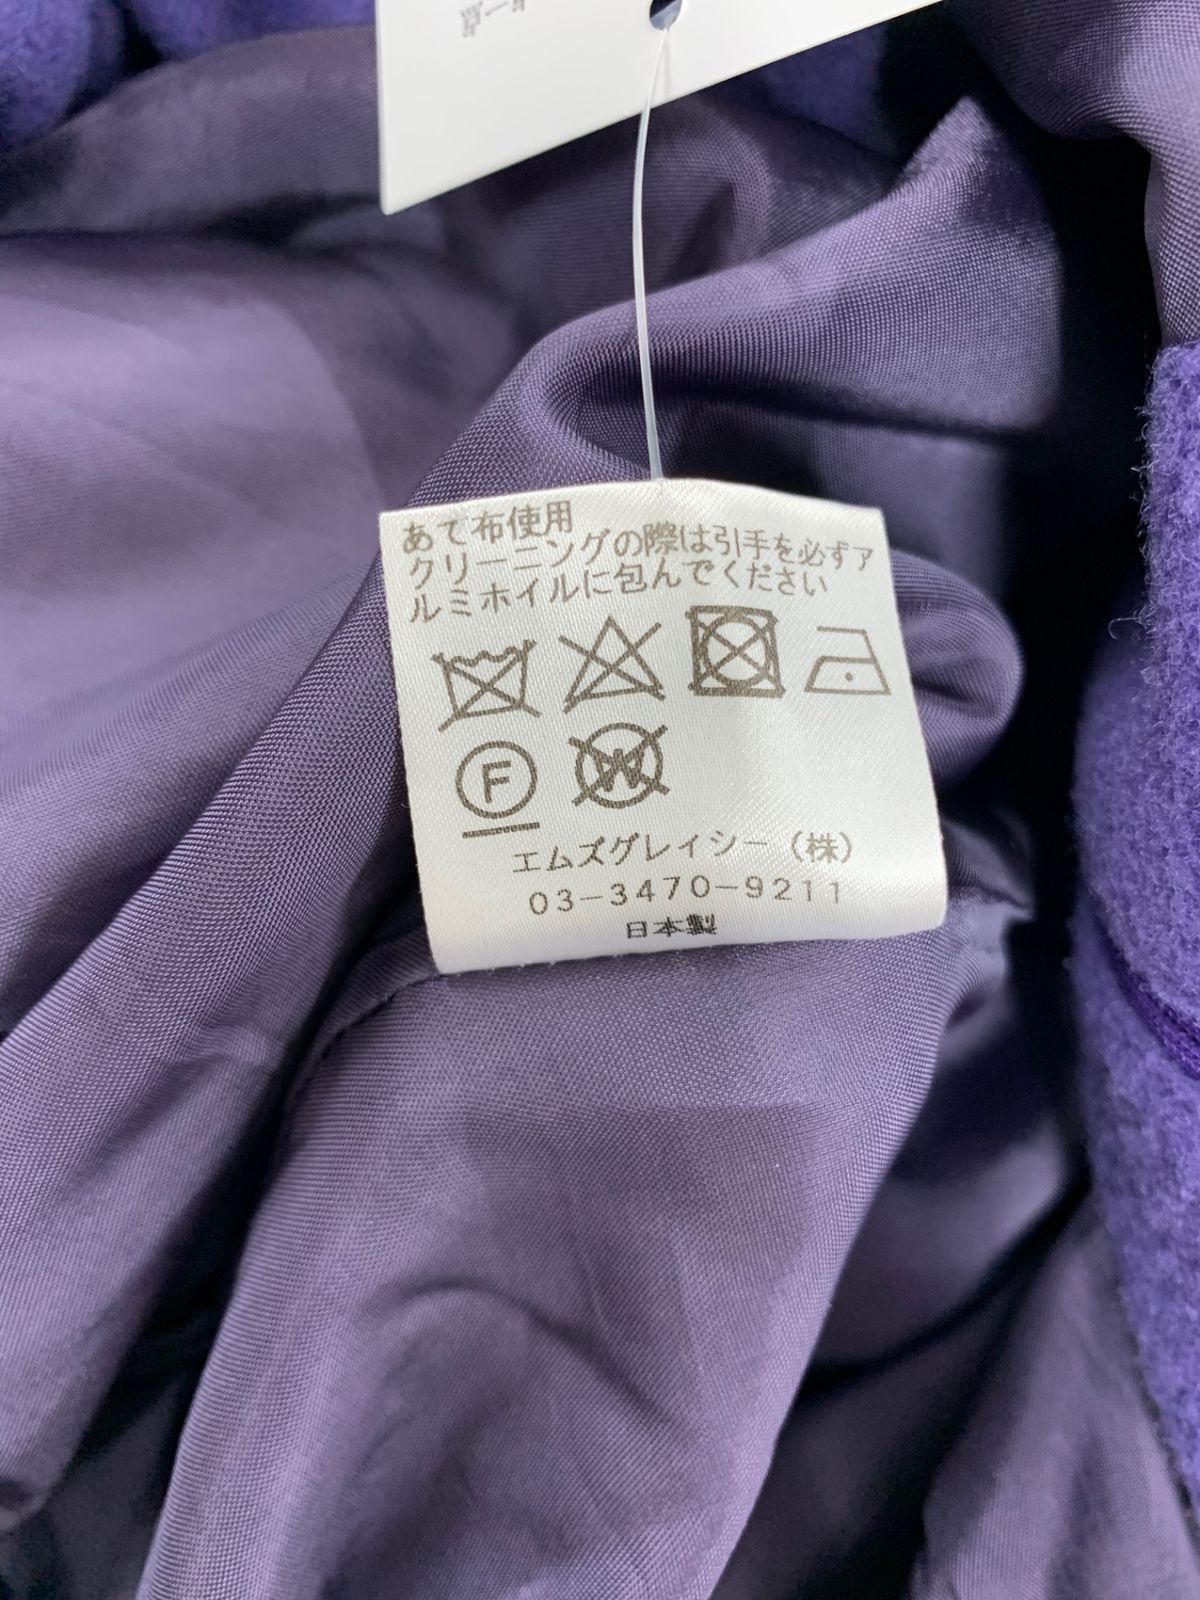 あて布使用
クリーニングの際は引手を必ずア
ルミホイルに包んでください
F
W
エムズグレイシー（株）
03-3470-9211
日本製